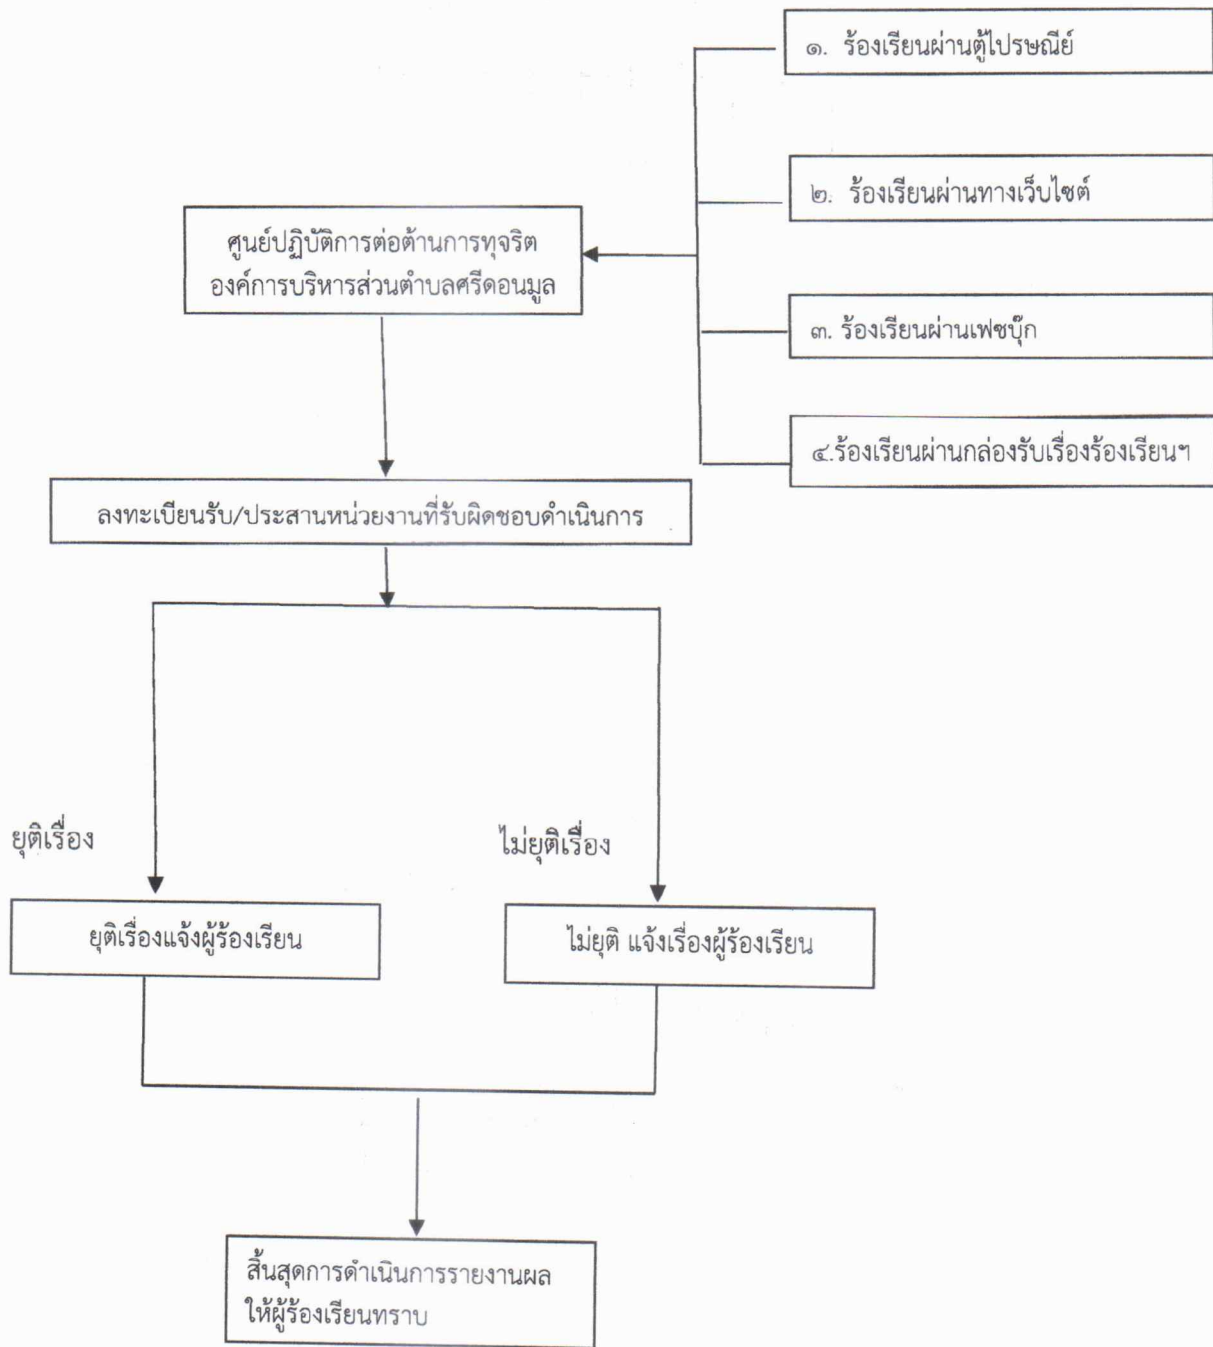 ๑. ร้องเรียนผ่านตู้ไปรษณีย์
๒. ร้องเรียนผ่านทางเว็บไซต์
ศูนย์ปฏิบัติการต่อต้านการทุจริต
องค์การบริหารส่วนตำบลศรีดอนมูล
๓. ร้องเรียนผ่านเฟซบุ๊ก
๔.ร้องเรียนผ่านกล่องรับเรื่องร้องเรียนฯ
ลงทะเบียนรับ/ประสานหน่วยงานที่รับผิดชอบดำเนินการ
ยุติเรื่อง
ไม่ยุติเรื่อง
ยุติเรื่องแจ้งผู้ร้องเรียน
ไม่ยุติ แจ้งเรื่องผู้ร้องเรียน
สิ้นสุดการดำเนินการรายงานผล
ให้ผู้ร้องเรียนทราบ